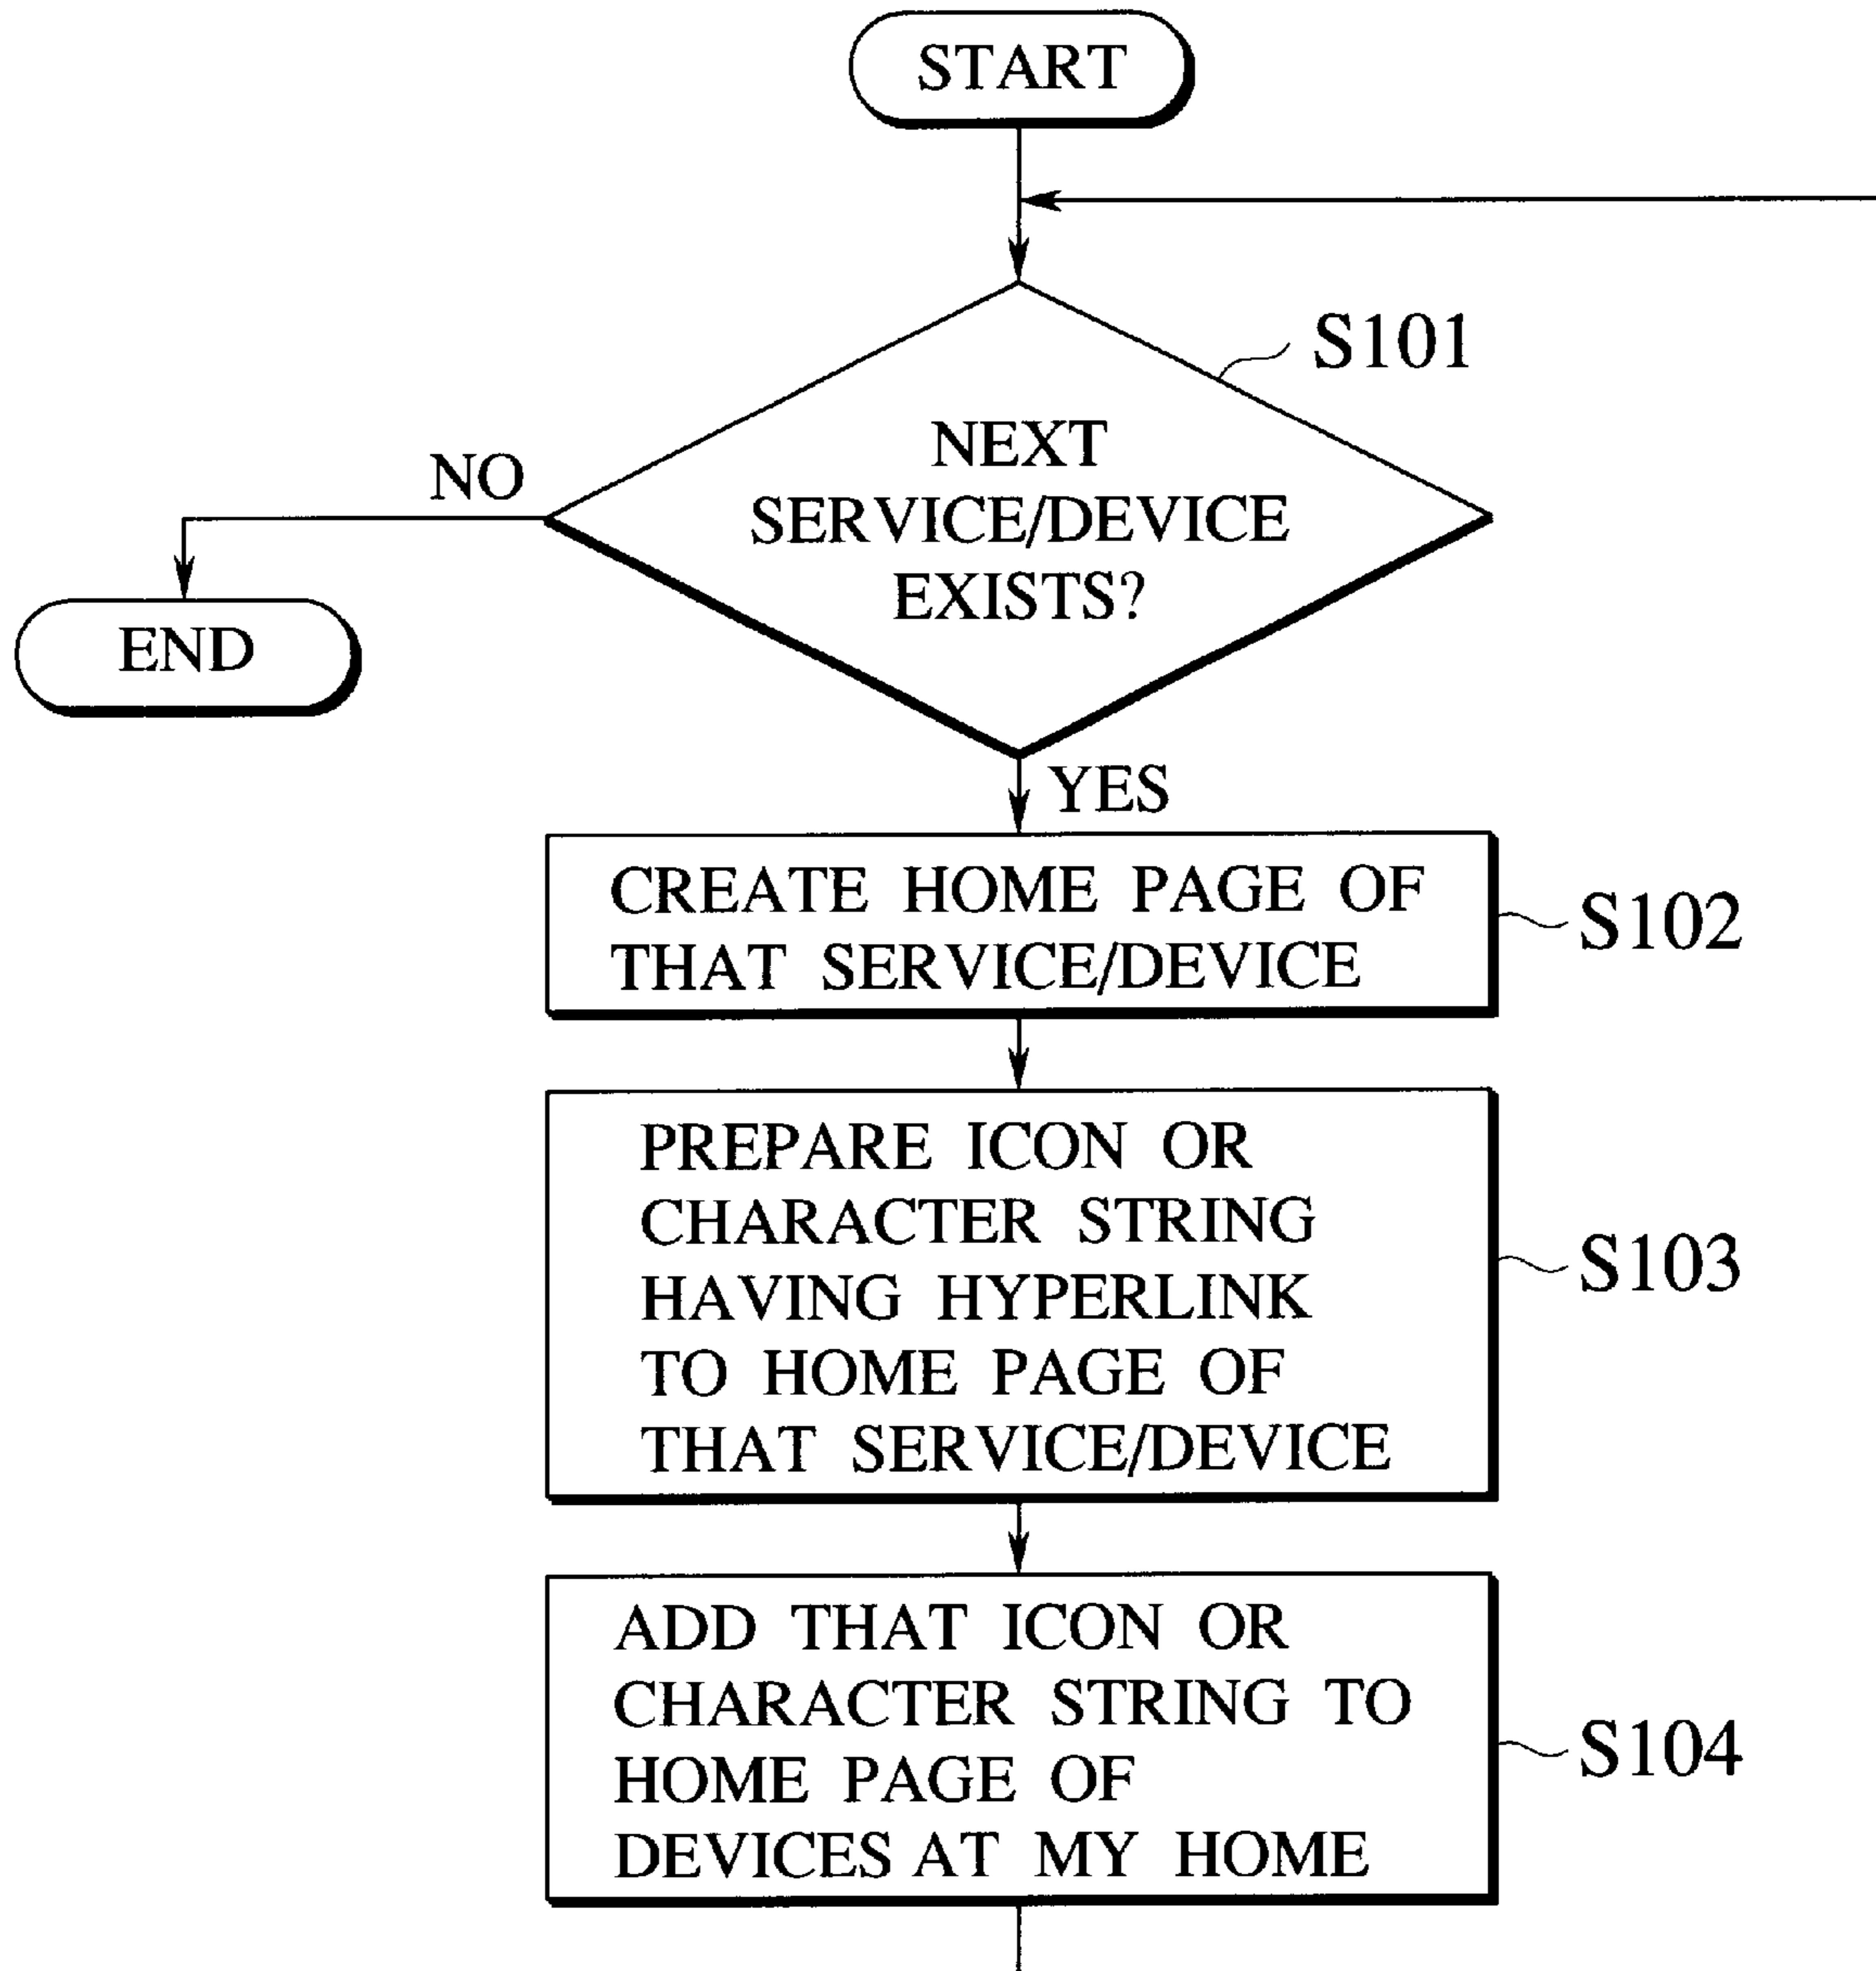 START
S101
NEXT
SERVICE/DEVICE
EXISTS?
NO
END
YES
CREATE HOME PAGE OF
THAT SERVICE/DEVICE
S102
PREPARE ICON OR
CHARACTER STRING
HAVING HYPERLINK
TO HOME PAGE OF
THAT SERVICE/DEVICE
S103
ADD THAT ICON OR
CHARACTER STRING TO
HOME PAGE OF
DEVICES AT MY HOME
S104